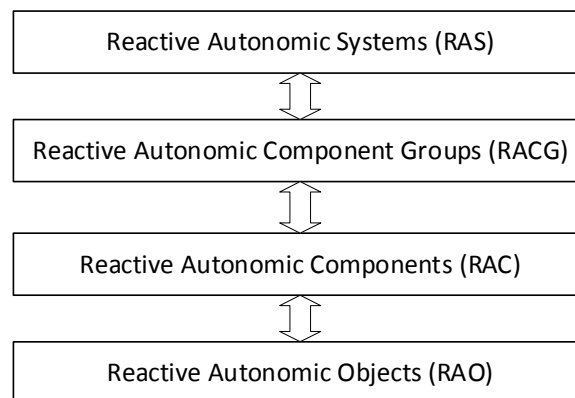 Reactive Autonomic Systems (RAS)
Reactive Autonomic Component Groups (RACG)
Reactive Autonomic Components (RAC)
Reactive Autonomic Objects (RAO)